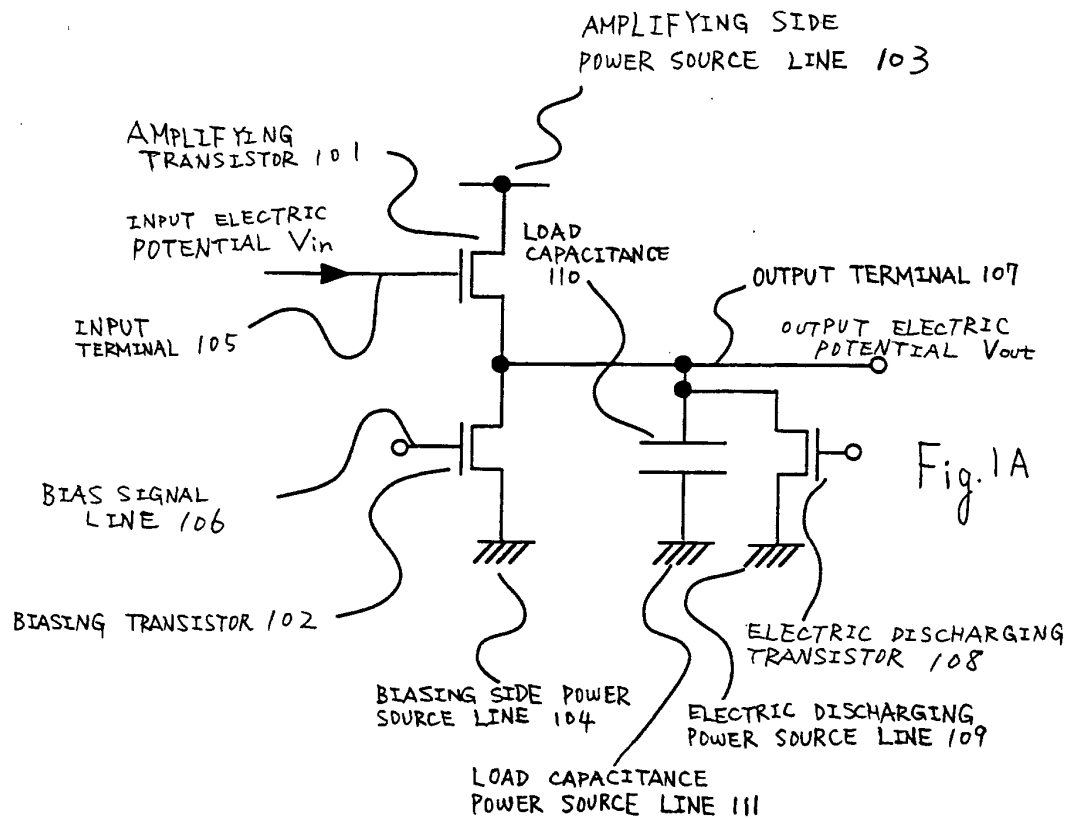 AMPLIFYING SIDE
POWER SOURCE LINE 103
AMPLIFYING
TRANSISTOR 101
INPUT ELECTRIC
POTENTIAL Vin
LOAD
CAPACITANCE
110
OUTPUT TERMINAL 107
INPUT
TERMINAL 105
OUTPUT ELECTRIC
POTENTIAL Vout
Fig.1A
BIAS SIGNAL
LINE 106
BIASING TRANSISTOR 102
ELECTRIC DISCHARGING
TRANSISTOR 108
BIASING SIDE POWER
SOURCE LINE 104
ELECTRIC DISCHARGING
POWER SOURCE LINE 109
LOAD CAPACITANCE
POWER SOURCE LINE 111